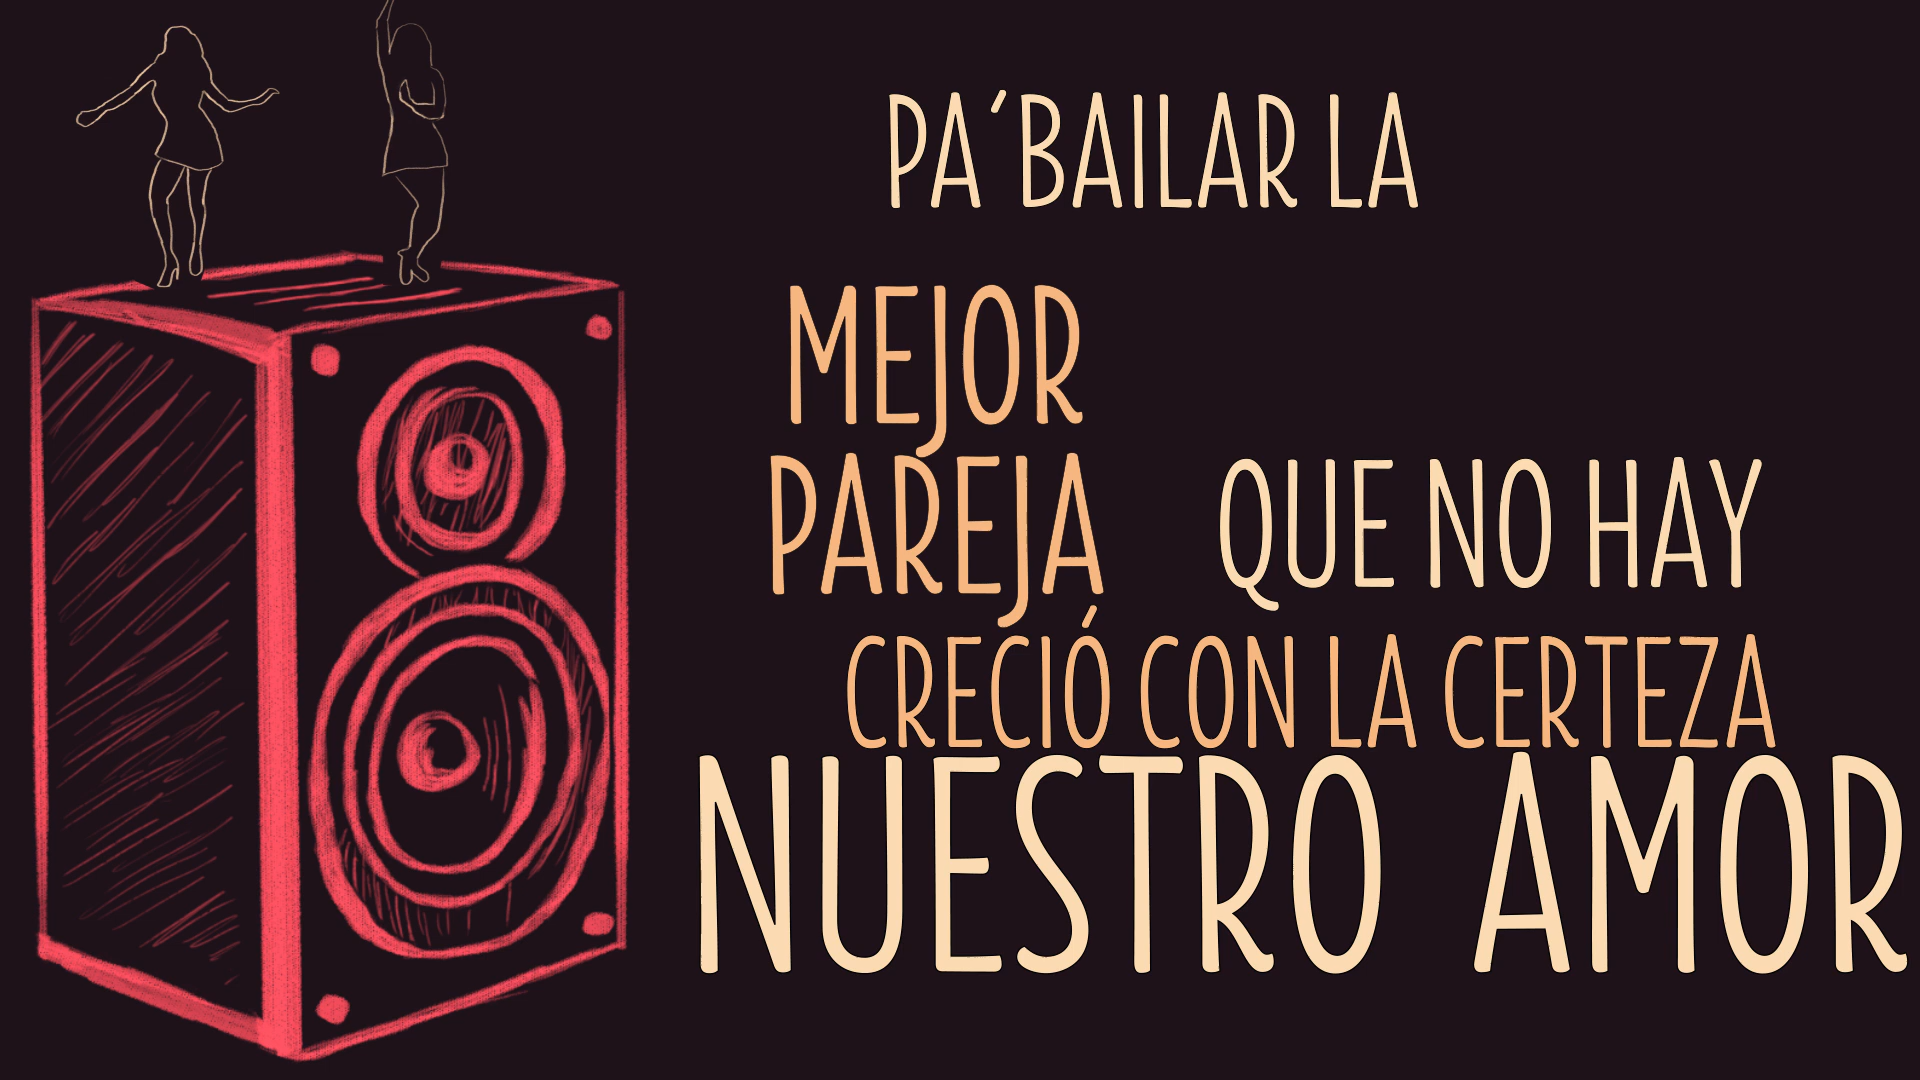 PA´BAILAR LA
MEJOR
PAREJA QUE NO HAY
CRECIÓ CON LA CERTEZA
NUESTRO AMOR